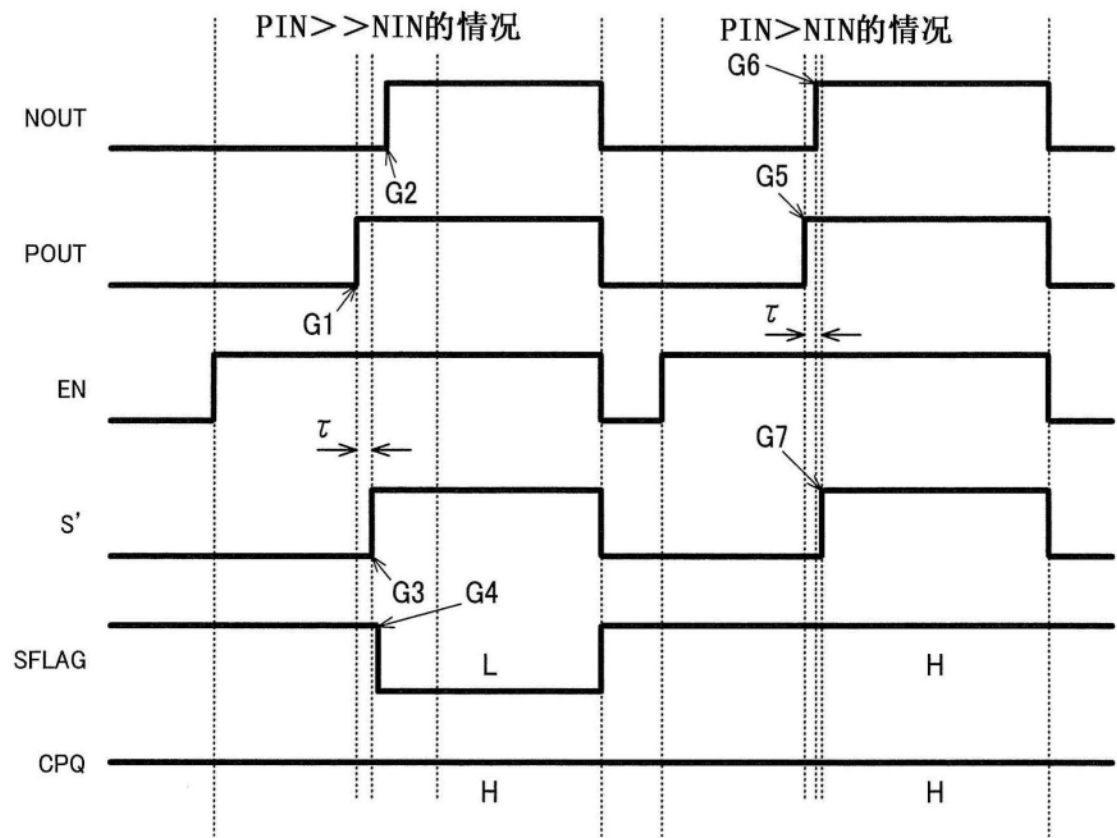 PIN>>NIN的情况
PIN>NIN的情况
G6
NOUT
G2
G5
POUT
G1
τ
EN
τ
G7
S'
G3
G4
SFLAG
L
H
CPQ
H
H